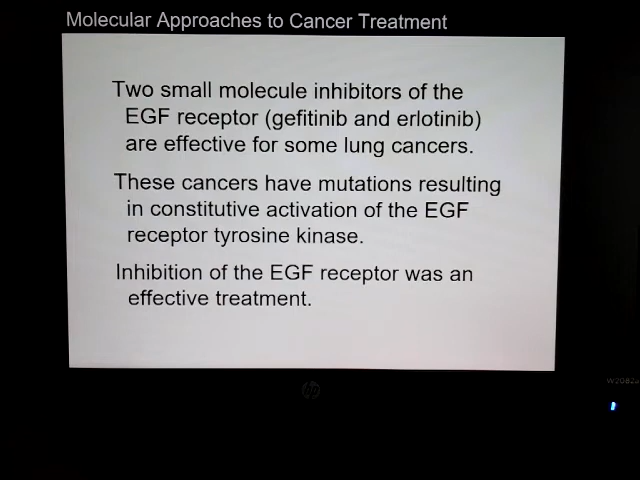 Molecular Approaches to Cancer Treatment
Two small molecule inhibitors of the
EGF receptor (gefitinib and erlotinib)
are effective for some lung cancers.
These cancers have mutations resulting
in constitutive activation of the EGF
receptor tyrosine kinase.
Inhibition of the EGF receptor was an
effective treatment.
hp